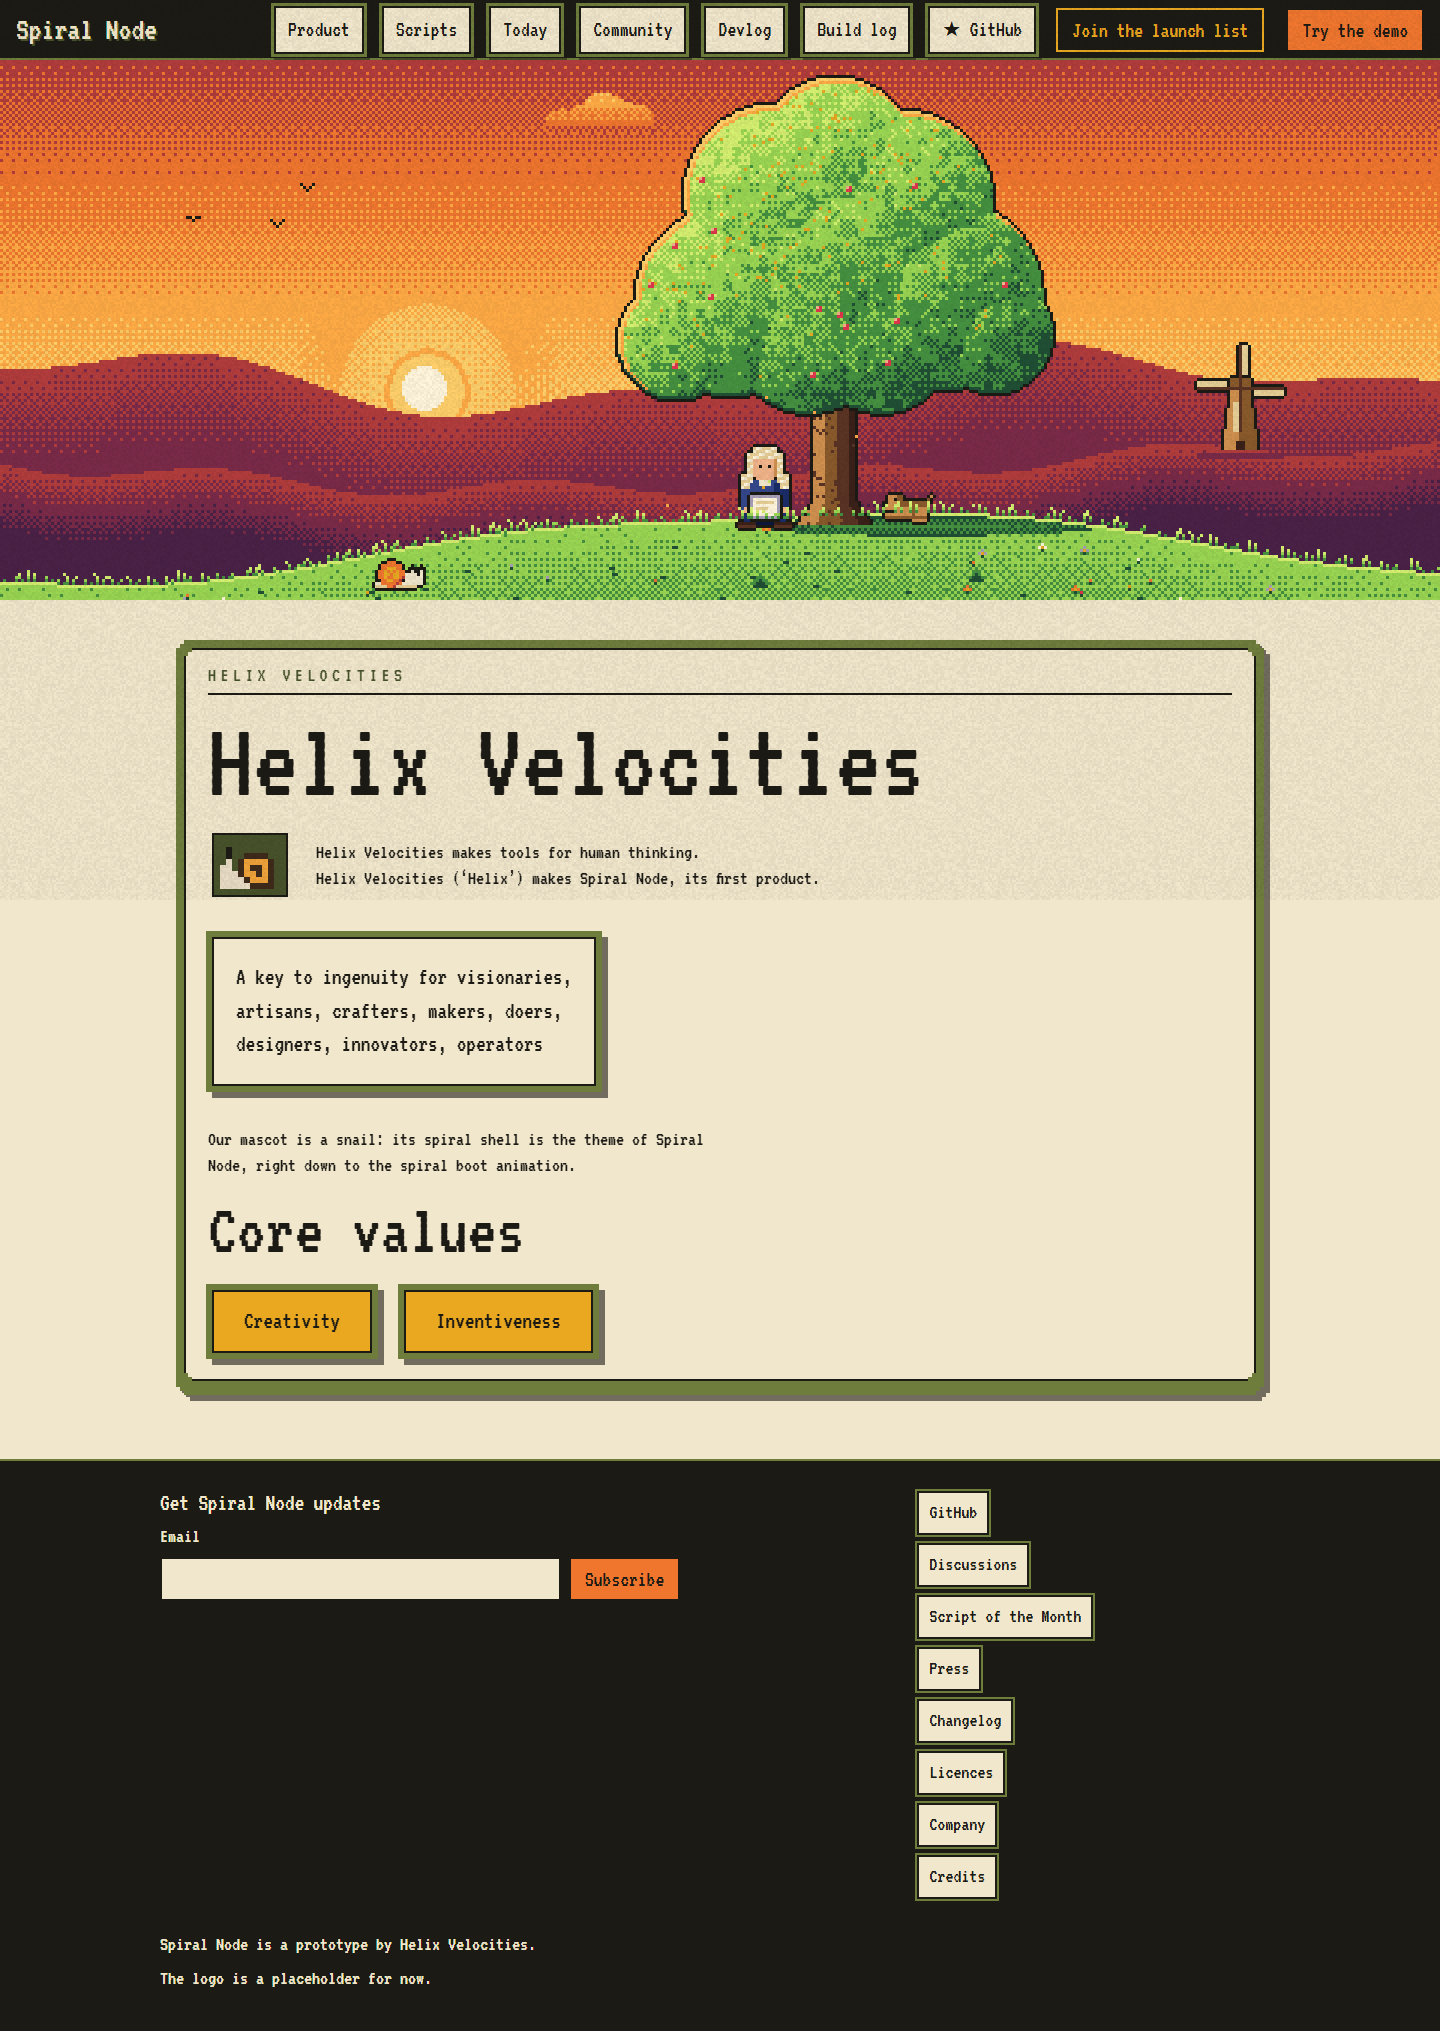 Spiral Node
Product
Scripts
Today
Community
Devlog
Build log
★ GitHub
Join the launch list
Try the demo
HELIX VELOCITIES
Helix Velocities
Helix Velocities makes tools for human thinking.
Helix Velocities (‘Helix’) makes Spiral Node, its first product.
A key to ingenuity for visionaries,
artisans, crafters, makers, doers,
designers, innovators, operators
Our mascot is a snail: its spiral shell is the theme of Spiral
Node, right down to the spiral boot animation.
Core values
Creativity
Inventiveness
Get Spiral Node updates
Email
Subscribe
GitHub
Discussions
Script of the Month
Press
Changelog
Licences
Company
Credits
Spiral Node is a prototype by Helix Velocities.
The logo is a placeholder for now.